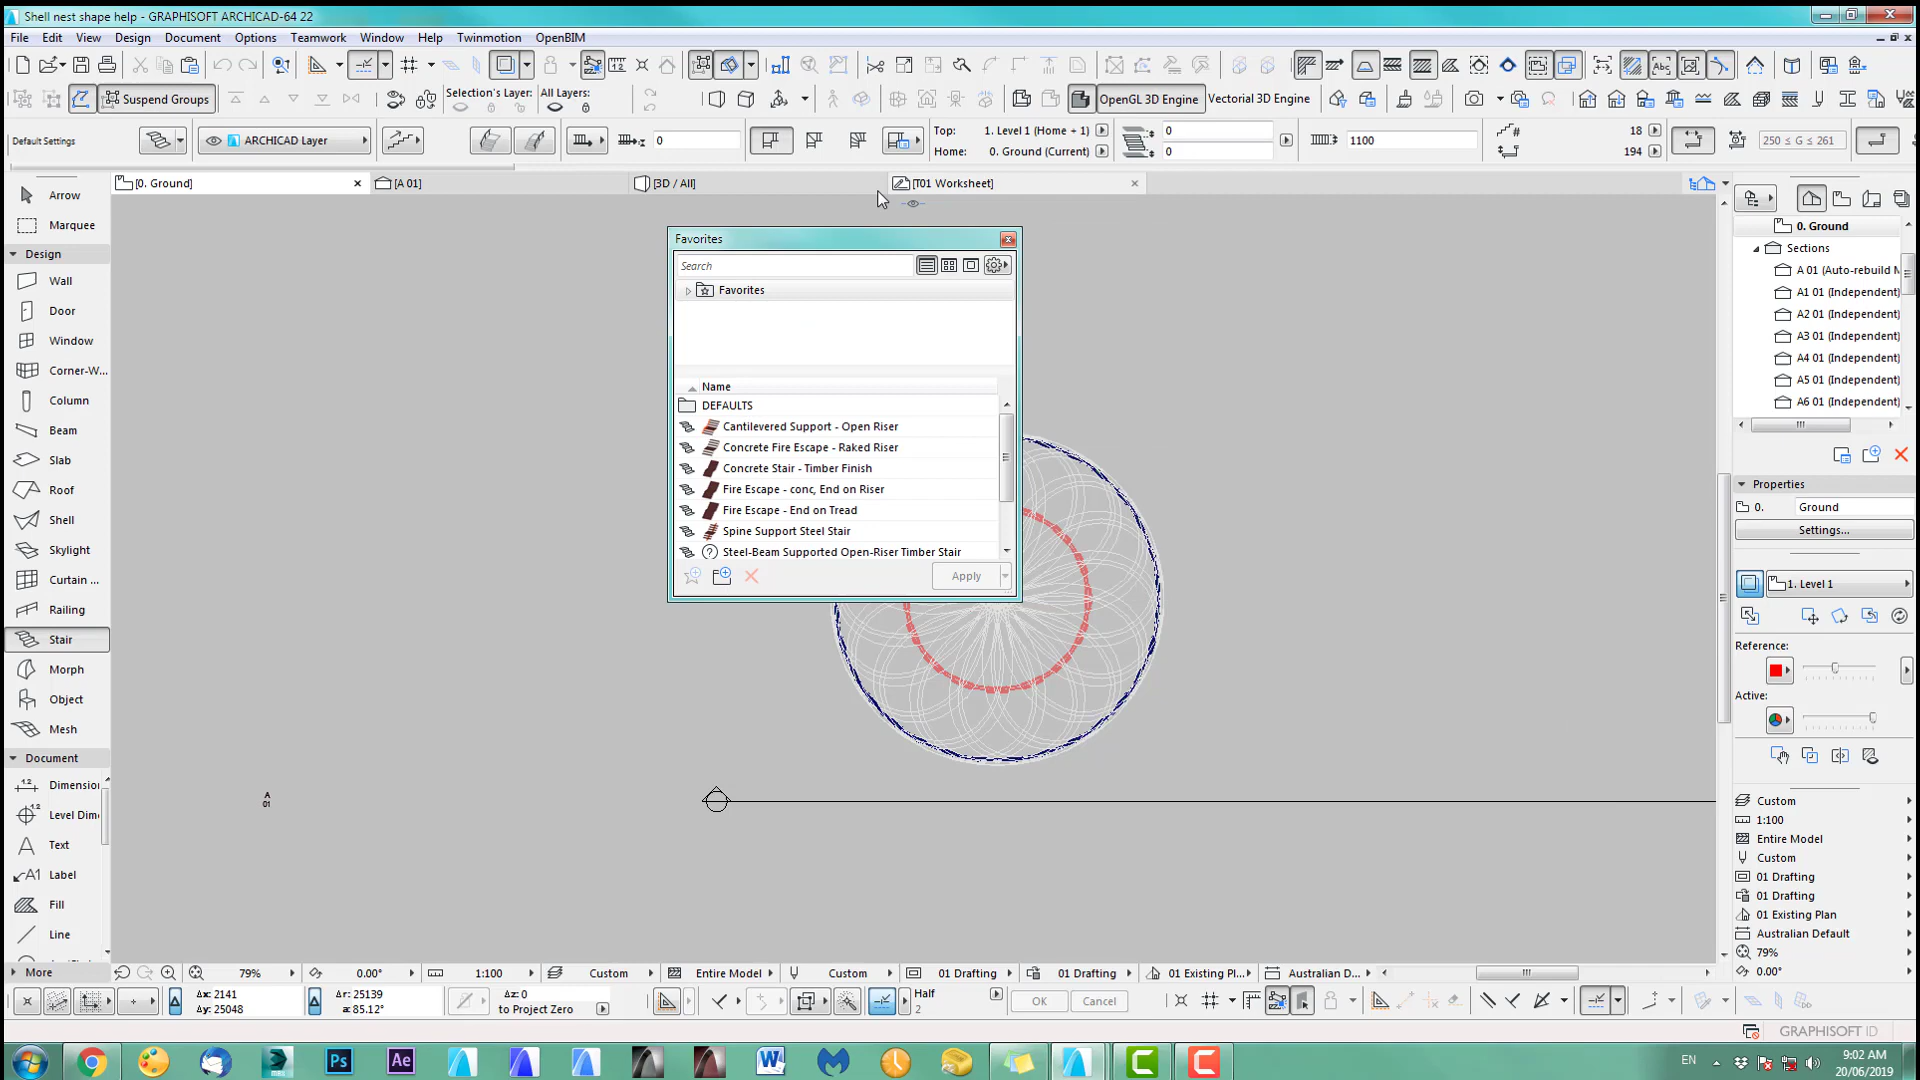 Shell nest shape help - GRAPHISOFT ARCHICAD-64 22
File Edit View Design Document Options Teamwork Window Help Twinmotion OpenBIM
Suspend Groups
Selection's Layer: All Layers:
OpenGL 3D Engine Vectorial 3D Engine
Default Settings
ARCHICAD Layer
0
Top: 1. Level 1 (Home + 1)
Home: 0. Ground (Current)
0
0
1100
18
194
250 ≤ G ≤ 261
[0. Ground]
[A 01]
[3D / All]
[T01 Worksheet]
Arrow
Marquee
Design
Wall
Door
Window
Corner-W...
Column
Beam
Slab
Roof
Shell
Skylight
Curtain ...
Railing
Stair
Morph
Object
Mesh
Document
Dimension
Level Dime
Text
A1 Label
Fill
Line
More
Favorites
Search
Favorites
Name
DEFAULTS
Cantilevered Support - Open Riser
Concrete Fire Escape - Raked Riser
Concrete Stair - Timber Finish
Fire Escape - conc, End on Riser
Fire Escape - End on Tread
Spine Support Steel Stair
Steel-Beam Supported Open-Riser Timber Stair
Apply
A
01
0. Ground
Sections
A 01 (Auto-rebuild M
A1 01 (Independent)
A2 01 (Independent)
A3 01 (Independent)
A4 01 (Independent)
A5 01 (Independent)
A6 01 (Independent)
Properties
0. Ground
Settings...
1. Level 1
Reference:
Active:
Custom
1:100
Entire Model
Custom
01 Drafting
01 Drafting
01 Existing Plan
Australian Default
79%
0.00°
79% 0.00° 1:100 Custom Entire Model Custom 01 Drafting 01 Drafting 01 Existing Pl... Australian D...
Δx: 2141
Δy: 25048
Δr: 25139
a: 85.12°
Δz: 0
to Project Zero
Half
2
OK Cancel
GRAPHISOFT ID
Ps Ae
EN
9:02 AM
20/06/2019